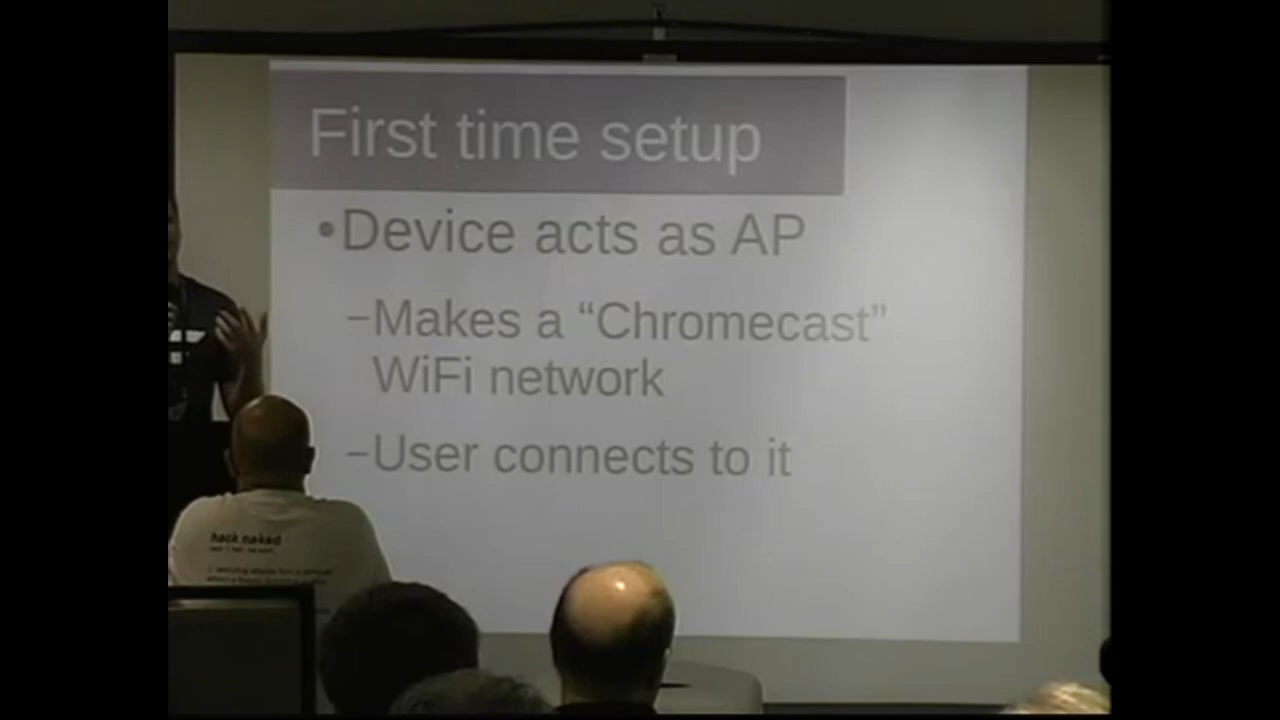 First time setup
•Device acts as AP
–Makes a “Chromecast”
WiFi network
–User connects to it
hack naked